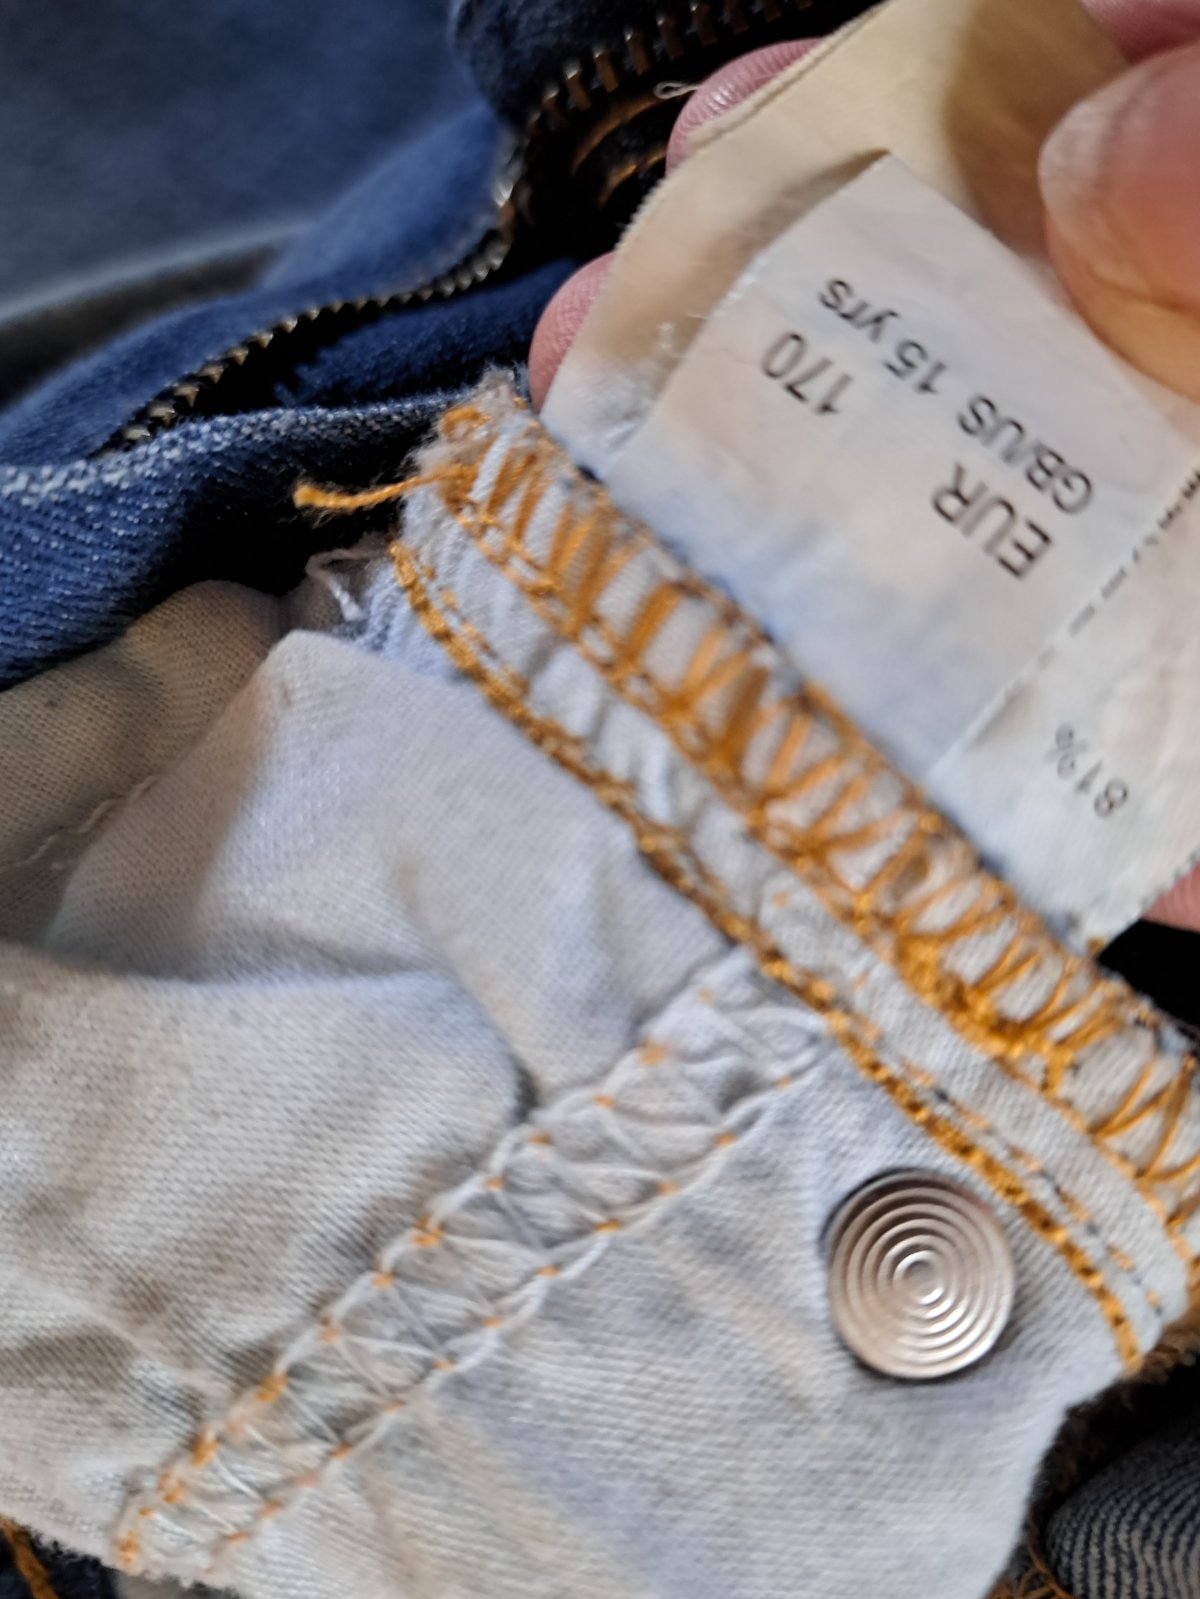 EUR 170
GB/US 15 yrs
81%